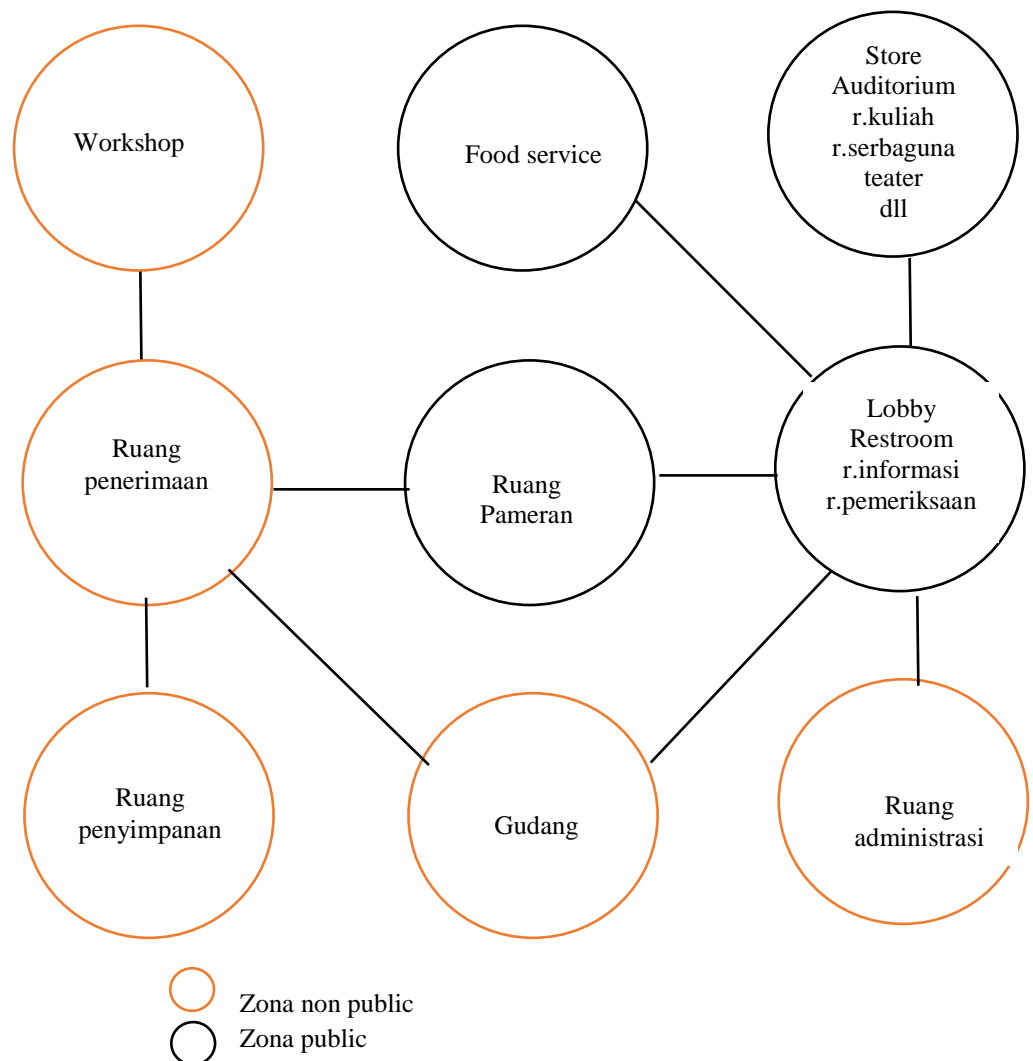 Workshop
Food service
Store
Auditorium
r.kuliah
r.serbaguna
teater
dll
Ruang
penerimaan
Ruang
Pameran
Lobby
Restroom
r.informasi
r.pemeriksaan
Ruang
penyimpanan
Gudang
Ruang
administrasi
Zona non public
Zona public